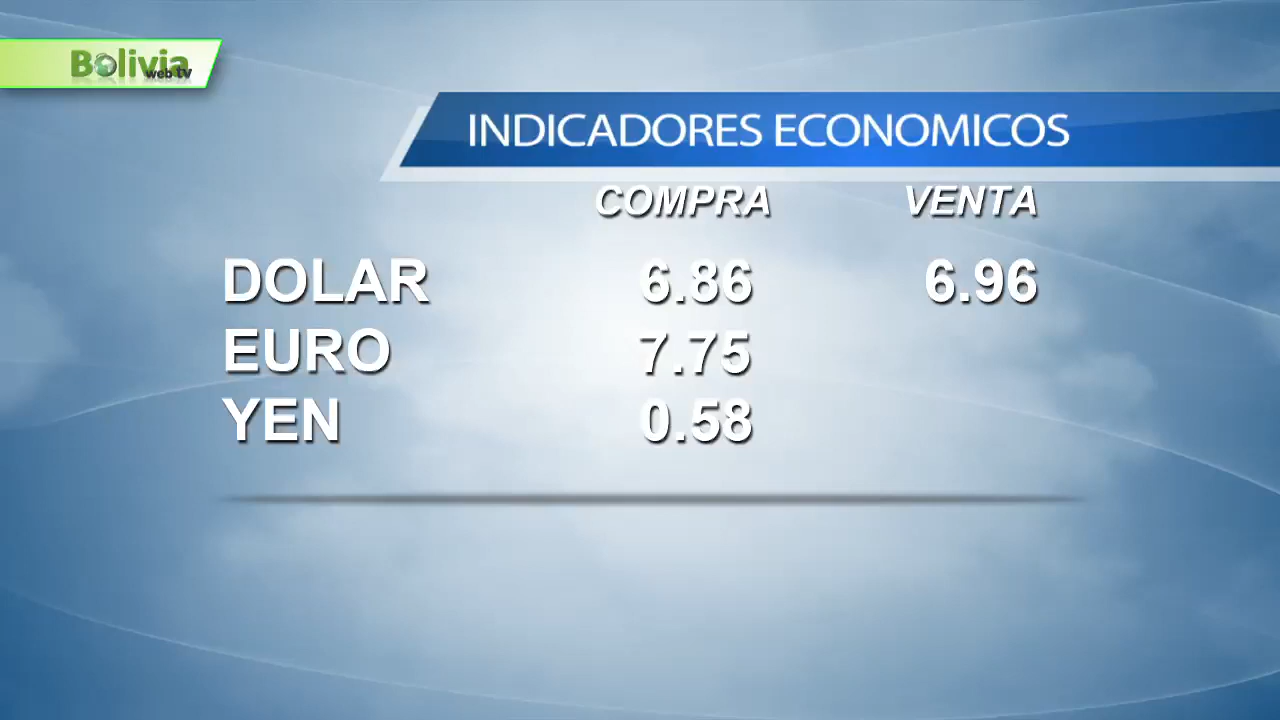 Bolivia
web tv
INDICADORES ECONOMICOS
COMPRA VENTA
DOLAR 6.86 6.96
EURO 7.75
YEN 0.58